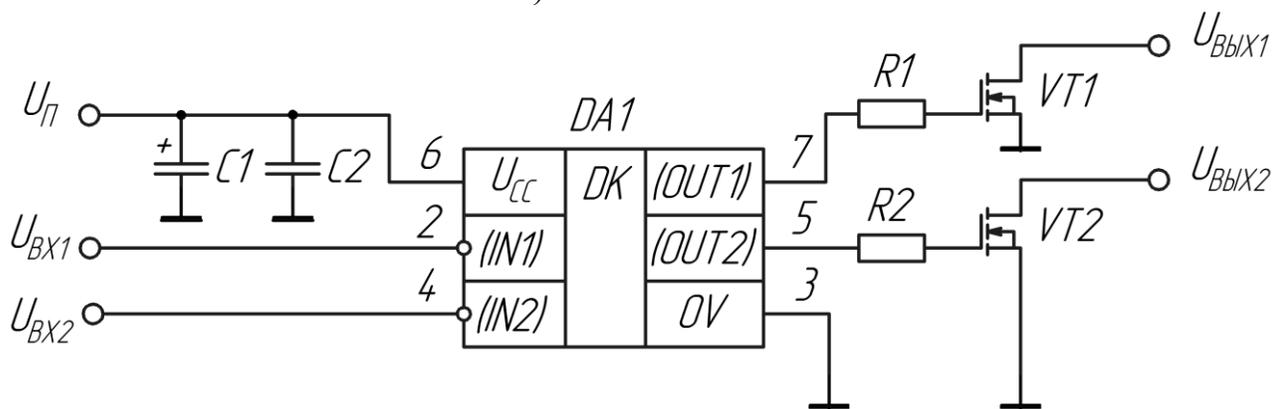 )
U_ВЫХ1
R1
VT1
U_П
DA1
+
C1
C2
6
U_CC
DK
(OUT1)
7
U_ВЫХ2
R2
VT2
U_ВХ1
2
(IN1)
(OUT2)
5
U_ВХ2
4
(IN2)
0V
3